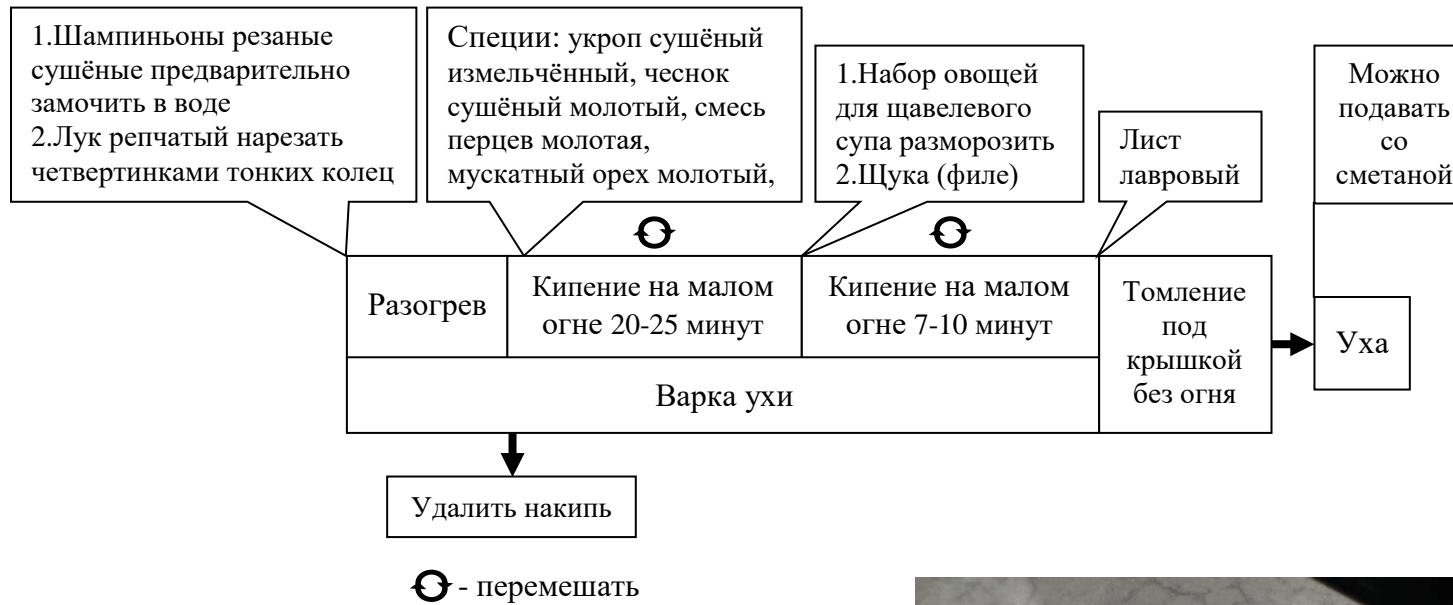 1.Шампиньоны резаные
сушёные предварительно
замочить в воде
2.Лук репчатый нарезать
четвертинками тонких колец
Специи: укроп сушёный
измельчённый, чеснок
сушёный молотый, смесь
перцев молотая,
мускатный орех молотый,
1.Набор овощей
для щавелевого
супа разморозить
2.Щука (филе)
Лист
лавровый
Можно
подавать
со
сметаной
Разогрев
Кипение на малом
огне 20-25 минут
Кипение на малом
огне 7-10 минут
Томление
под
крышкой
без огня
Уха
Варка ухи
Удалить накипь
- перемешать